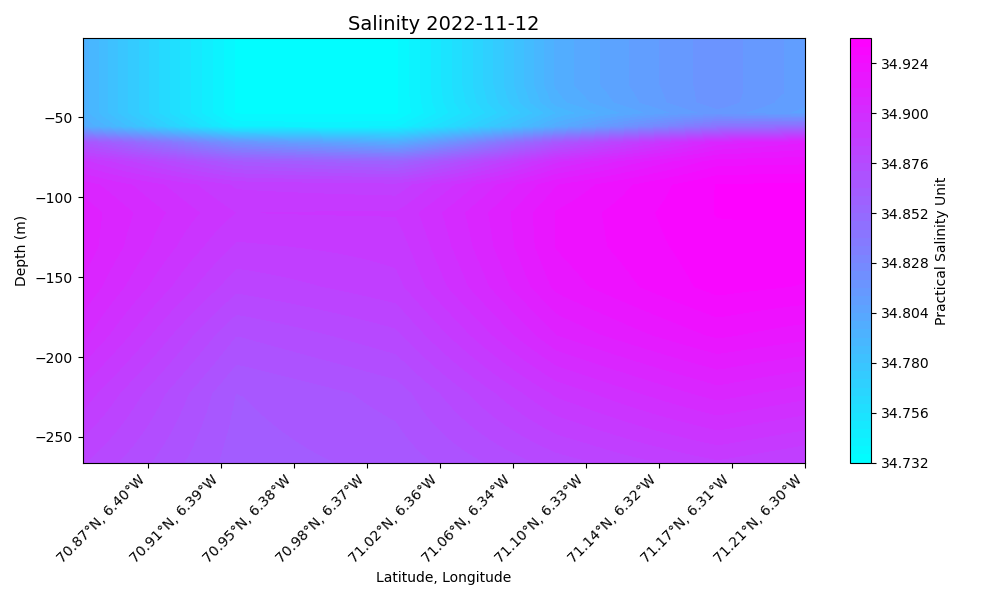 Salinity 2022-11-12
Depth (m)
−50
−100
−150
−200
−250
70.87°N, 6.40°W
70.91°N, 6.39°W
70.95°N, 6.38°W
70.98°N, 6.37°W
71.02°N, 6.36°W
71.06°N, 6.34°W
71.10°N, 6.33°W
71.14°N, 6.32°W
71.17°N, 6.31°W
71.21°N, 6.30°W
Latitude, Longitude
34.924
34.900
34.876
34.852
34.828
34.804
34.780
34.756
34.732
Practical Salinity Unit